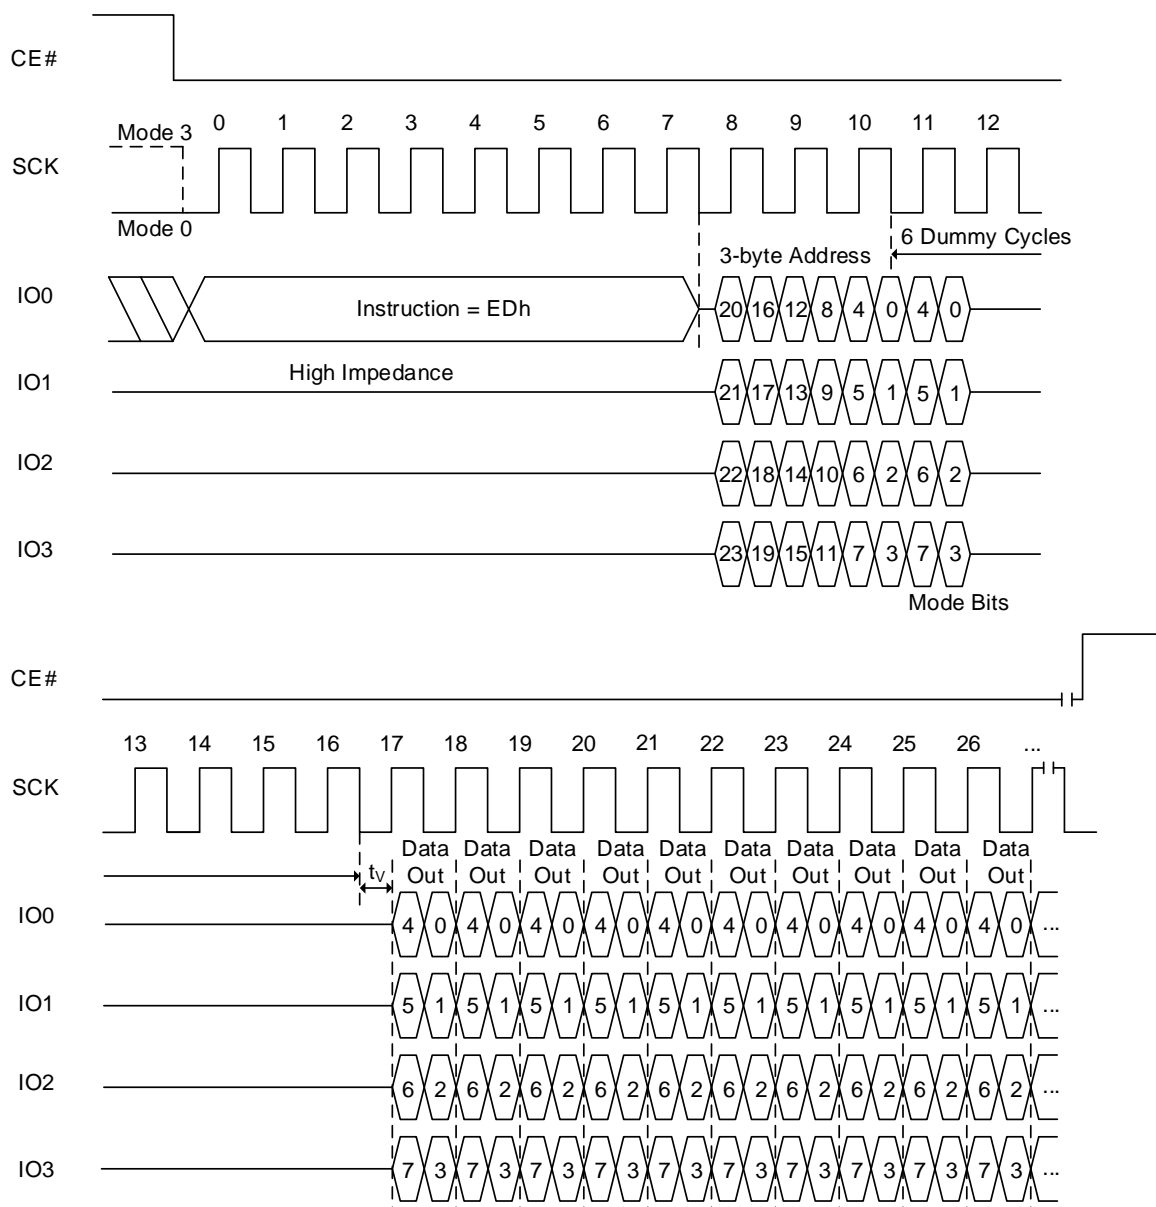 CE#
Mode 3 0 1 2 3 4 5 6 7 8 9 10 11 12
SCK
Mode 0
6 Dummy Cycles
3-byte Address
IO0 Instruction = EDh 20 16 12 8 4 0 4 0
IO1 High Impedance 21 17 13 9 5 1 5 1
IO2 22 18 14 10 6 2 6 2
IO3 23 19 15 11 7 3 7 3
Mode Bits
CE#
13 14 15 16 17 18 19 20 21 22 23 24 25 26 ...
SCK
Data Data Data Data Data Data Data Data Data Data
tV Out Out Out Out Out Out Out Out Out Out
IO0 4 0 4 0 4 0 4 0 4 0 4 0 4 0 4 0 4 0 4 0 ...
IO1 5 1 5 1 5 1 5 1 5 1 5 1 5 1 5 1 5 1 5 1 ...
IO2 6 2 6 2 6 2 6 2 6 2 6 2 6 2 6 2 6 2 6 2 ...
IO3 7 3 7 3 7 3 7 3 7 3 7 3 7 3 7 3 7 3 7 3 ...